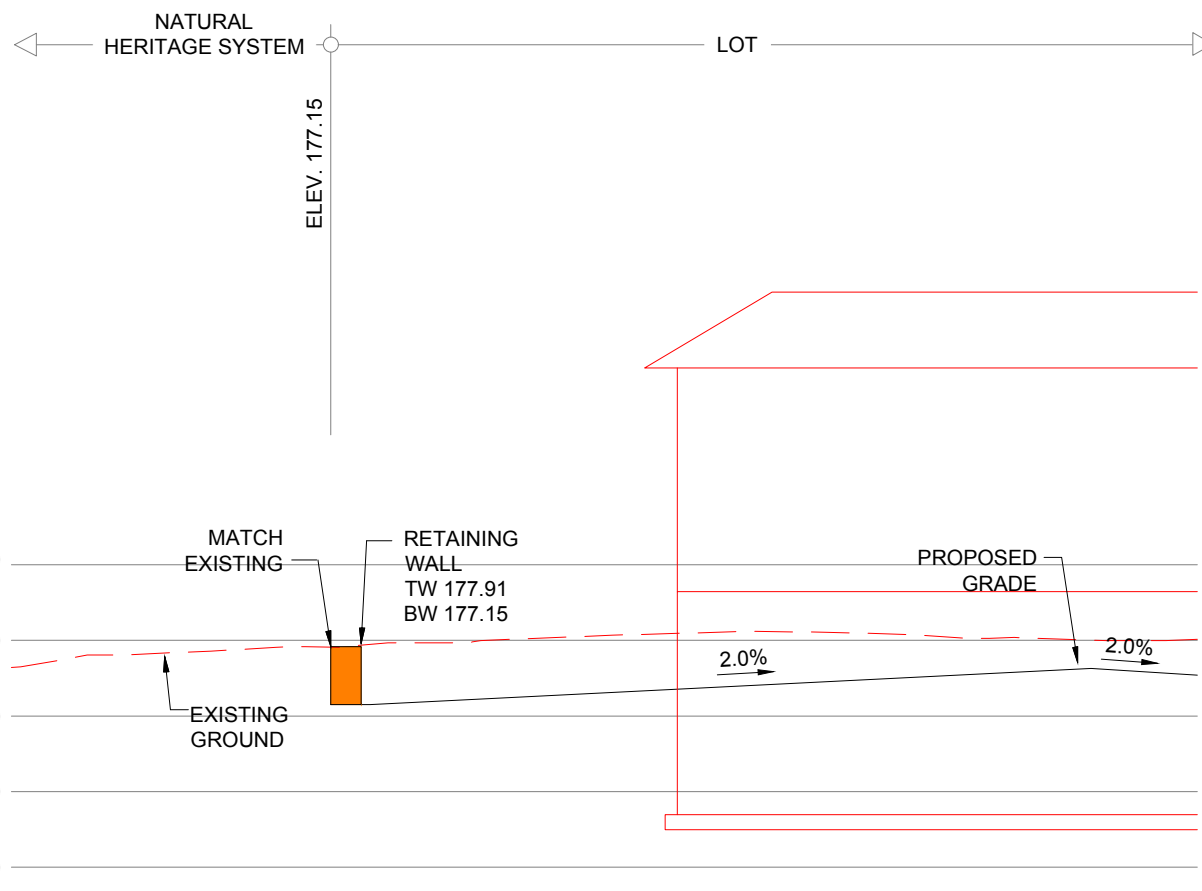 NATURAL
HERITAGE SYSTEM
LOT
ELEV. 177.15
MATCH
EXISTING
RETAINING
WALL
TW 177.91
BW 177.15
PROPOSED
GRADE
2.0%
2.0%
EXISTING
GROUND